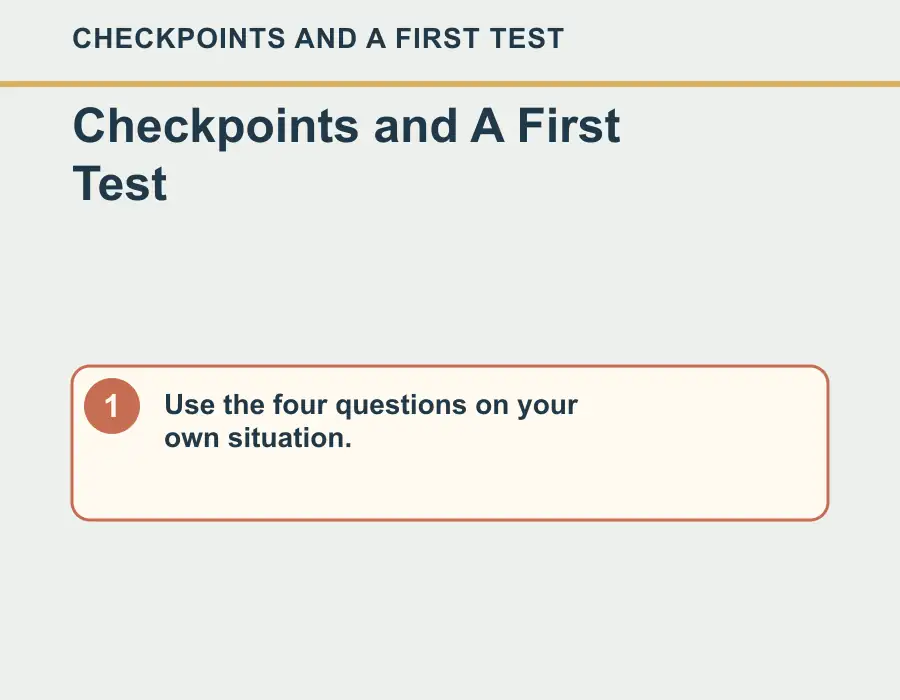 CHECKPOINTS AND A FIRST TEST
Checkpoints and A First
Test
1
Use the four questions on your
own situation.